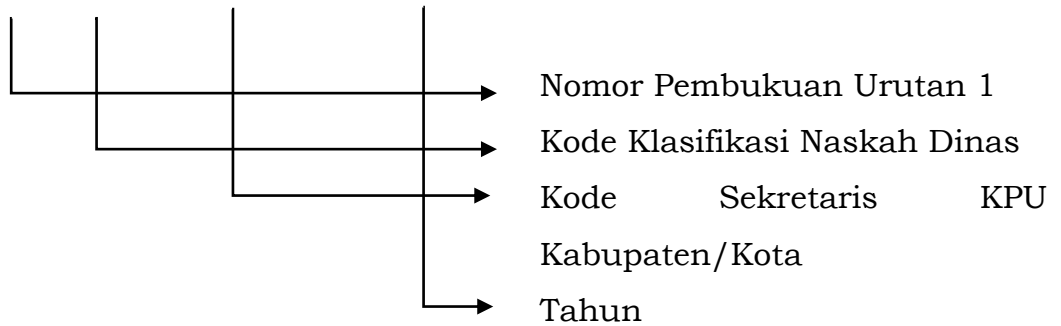 Nomor Pembukuan Urutan 1
Kode Klasifikasi Naskah Dinas
Kode Sekretaris KPU
Kabupaten/Kota
Tahun